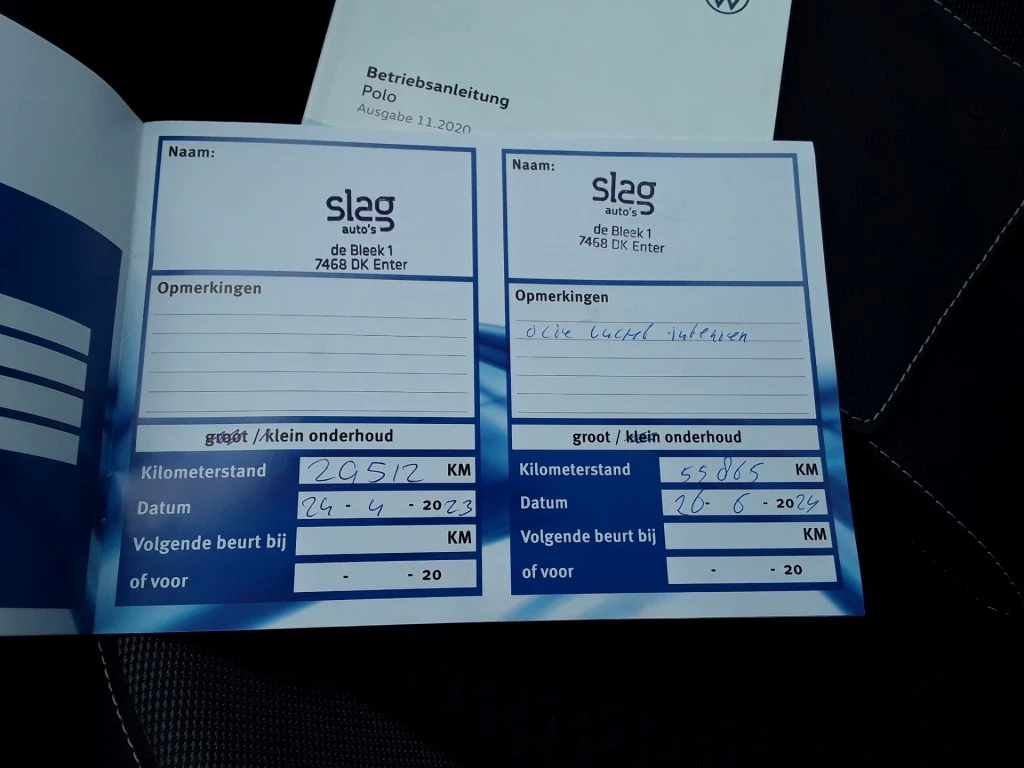 Betriebsanleitung
Polo
Ausgabe 11.2020
Naam:
slag
auto's
de Bleek 1
7468 DK Enter
Opmerkingen
groot / klein onderhoud
Kilometerstand 29512 KM
Datum 24 - 4 - 2023
Volgende beurt bij KM
of voor - - 20
Naam:
slag
auto's
de Bleek 1
7468 DK Enter
Opmerkingen
olie luchtf interieur
groot / klein onderhoud
Kilometerstand 55865 KM
Datum 26 - 6 - 2024
Volgende beurt bij KM
of voor - - 20